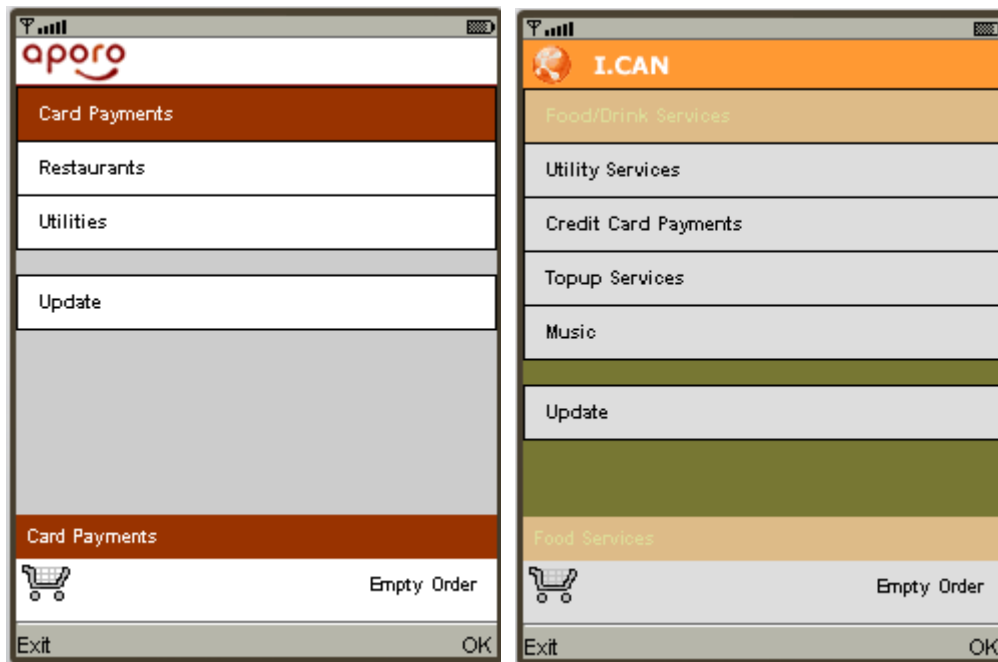 aporo
Card Payments
Restaurants
Utilities
Update
Card Payments
Empty Order
Exit OK
I.CAN
Food/Drink Services
Utility Services
Credit Card Payments
Topup Services
Music
Update
Food Services
Empty Order
Exit OK